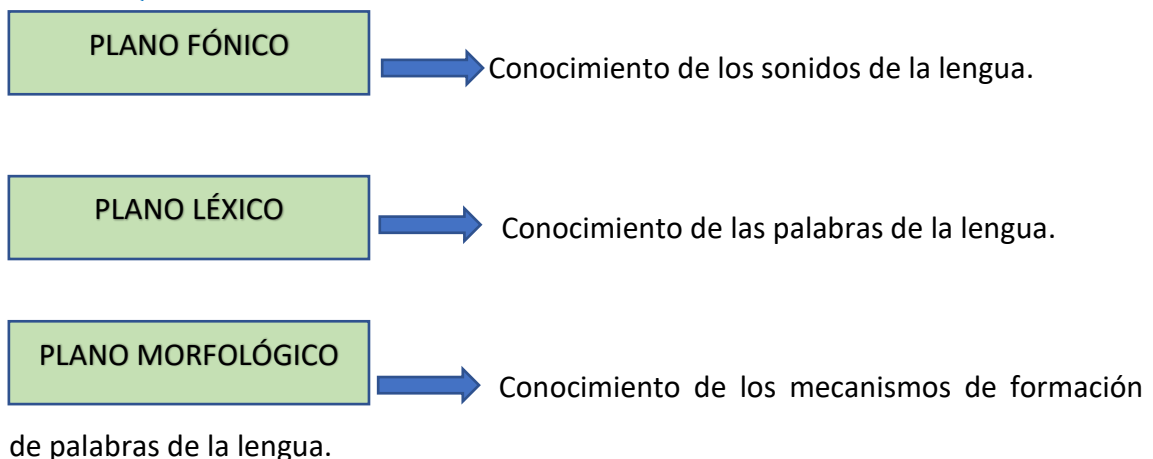 PLANO FÓNICO
Conocimiento de los sonidos de la lengua.
PLANO LÉXICO
Conocimiento de las palabras de la lengua.
PLANO MORFOLÓGICO
Conocimiento de los mecanismos de formación
de palabras de la lengua.